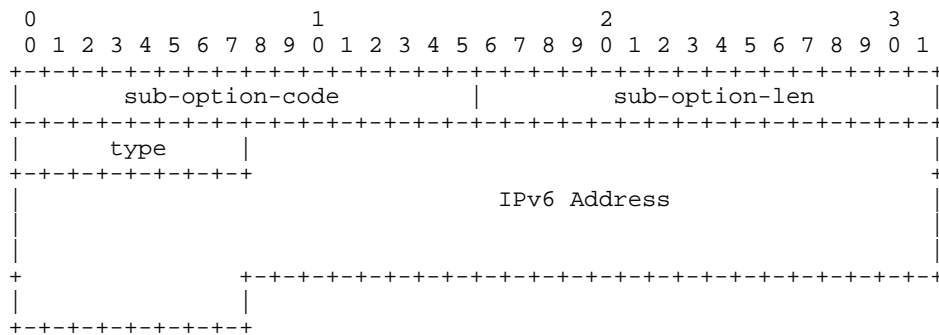 0                   1                   2                   3
 0 1 2 3 4 5 6 7 8 9 0 1 2 3 4 5 6 7 8 9 0 1 2 3 4 5 6 7 8 9 0 1
+-+-+-+-+-+-+-+-+-+-+-+-+-+-+-+-+-+-+-+-+-+-+-+-+-+-+-+-+-+-+-+-+
|       sub-option-code         |         sub-option-len        |
+-+-+-+-+-+-+-+-+-+-+-+-+-+-+-+-+-+-+-+-+-+-+-+-+-+-+-+-+-+-+-+-+
|      type     |                                               |
+-+-+-+-+-+-+-+-+                                               +
|                                 IPv6 Address                  |
|                                                               |
|                                                               |
+               +-+-+-+-+-+-+-+-+-+-+-+-+-+-+-+-+-+-+-+-+-+-+-+-+
|               |
+-+-+-+-+-+-+-+-+